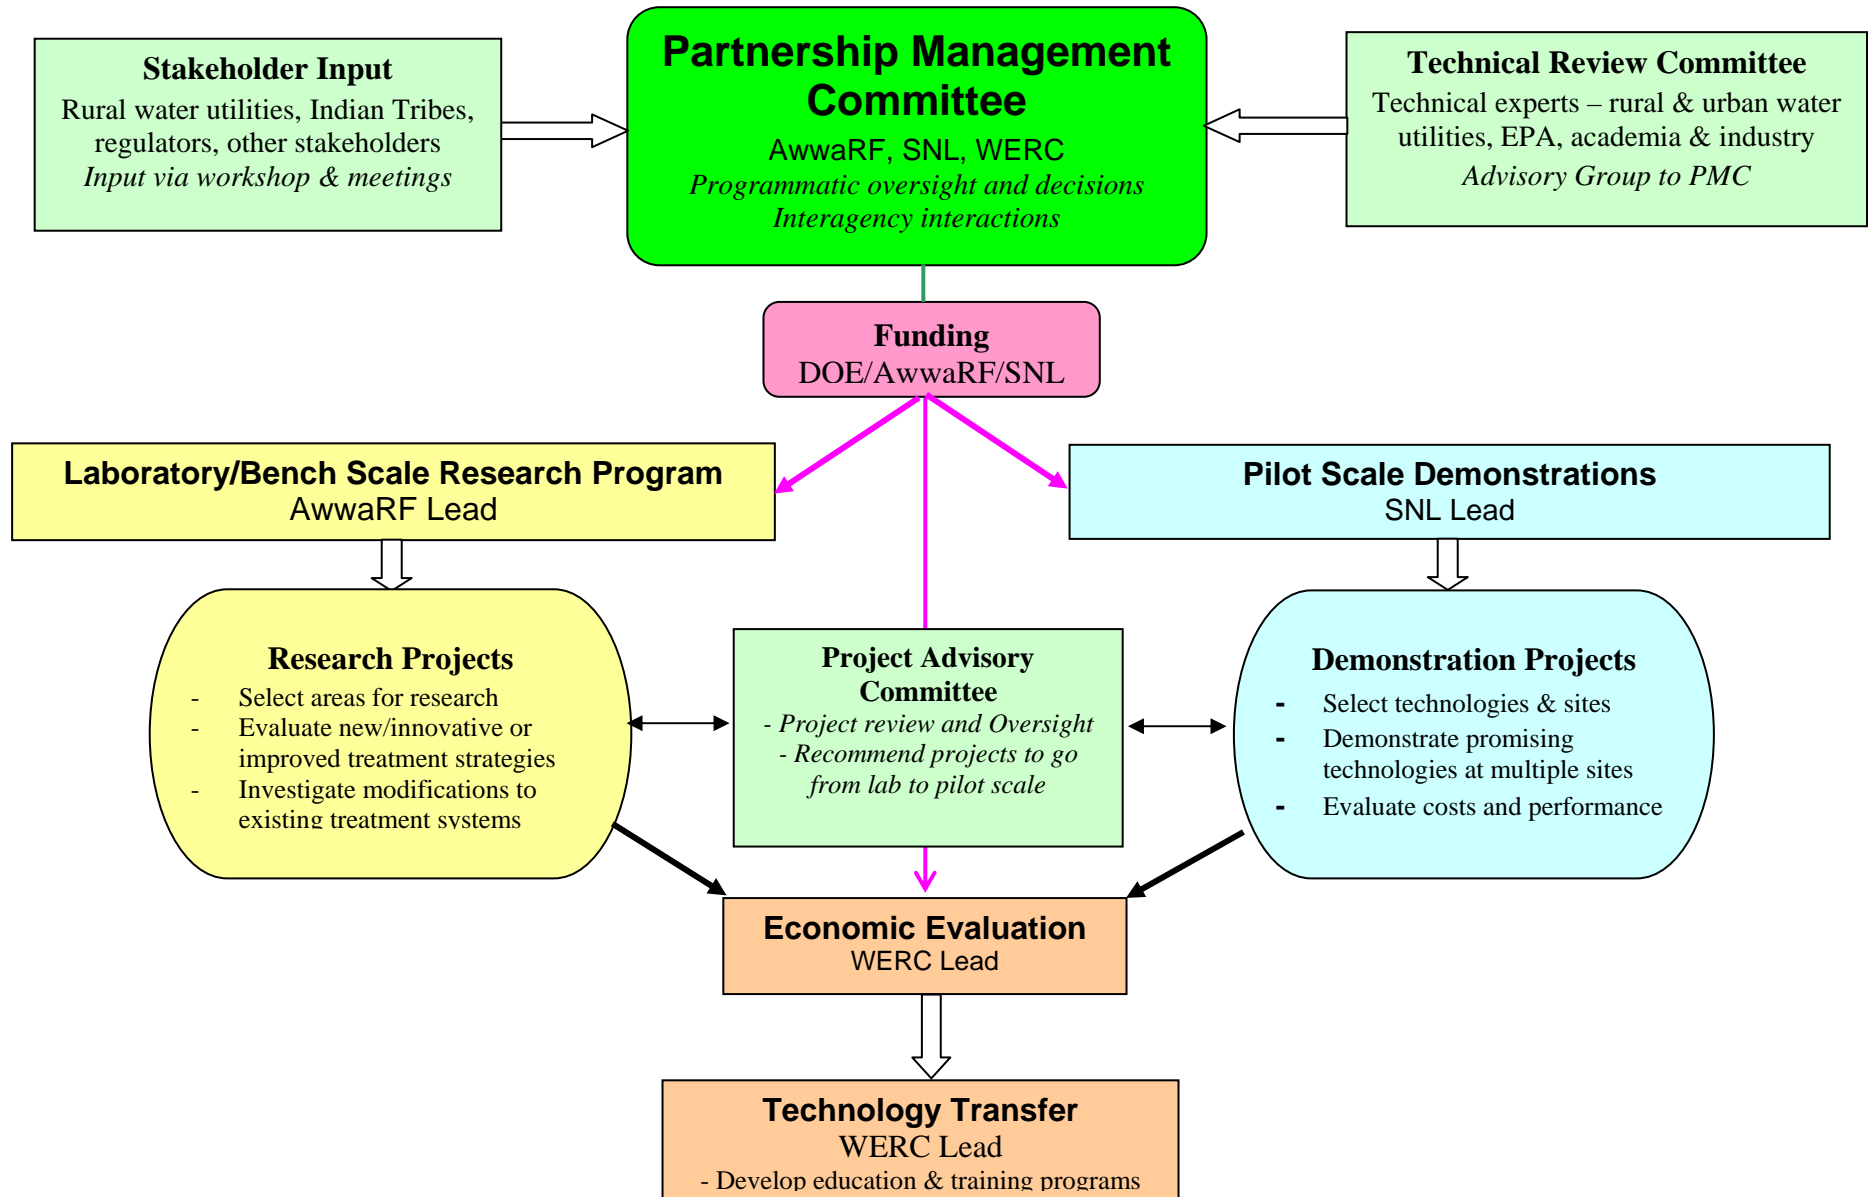 Stakeholder Input
Rural water utilities, Indian Tribes,
regulators, other stakeholders
Input via workshop & meetings
Partnership Management
Committee
AwwaRF, SNL, WERC
Programmatic oversight and decisions
Interagency interactions
Technical Review Committee
Technical experts – rural & urban water
utilities, EPA, academia & industry
Advisory Group to PMC
Funding
DOE/AwwaRF/SNL
Laboratory/Bench Scale Research Program
AwwaRF Lead
Pilot Scale Demonstrations
SNL Lead
Research Projects
- Select areas for research
- Evaluate new/innovative or
improved treatment strategies
- Investigate modifications to
existing treatment systems
Project Advisory
Committee
- Project review and Oversight
- Recommend projects to go
from lab to pilot scale
Demonstration Projects
- Select technologies & sites
- Demonstrate promising
technologies at multiple sites
- Evaluate costs and performance
Economic Evaluation
WERC Lead
Technology Transfer
WERC Lead
- Develop education & training programs